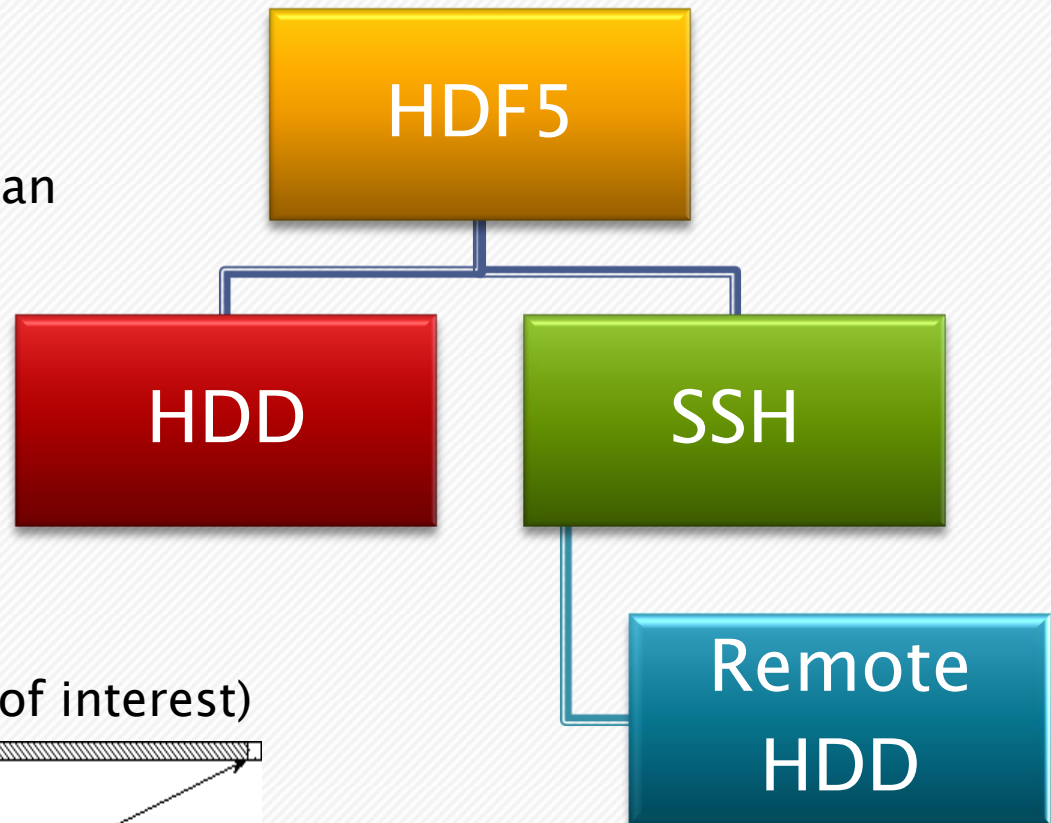 HDF5
an
HDD
SSH
of interest)
Remote
HDD